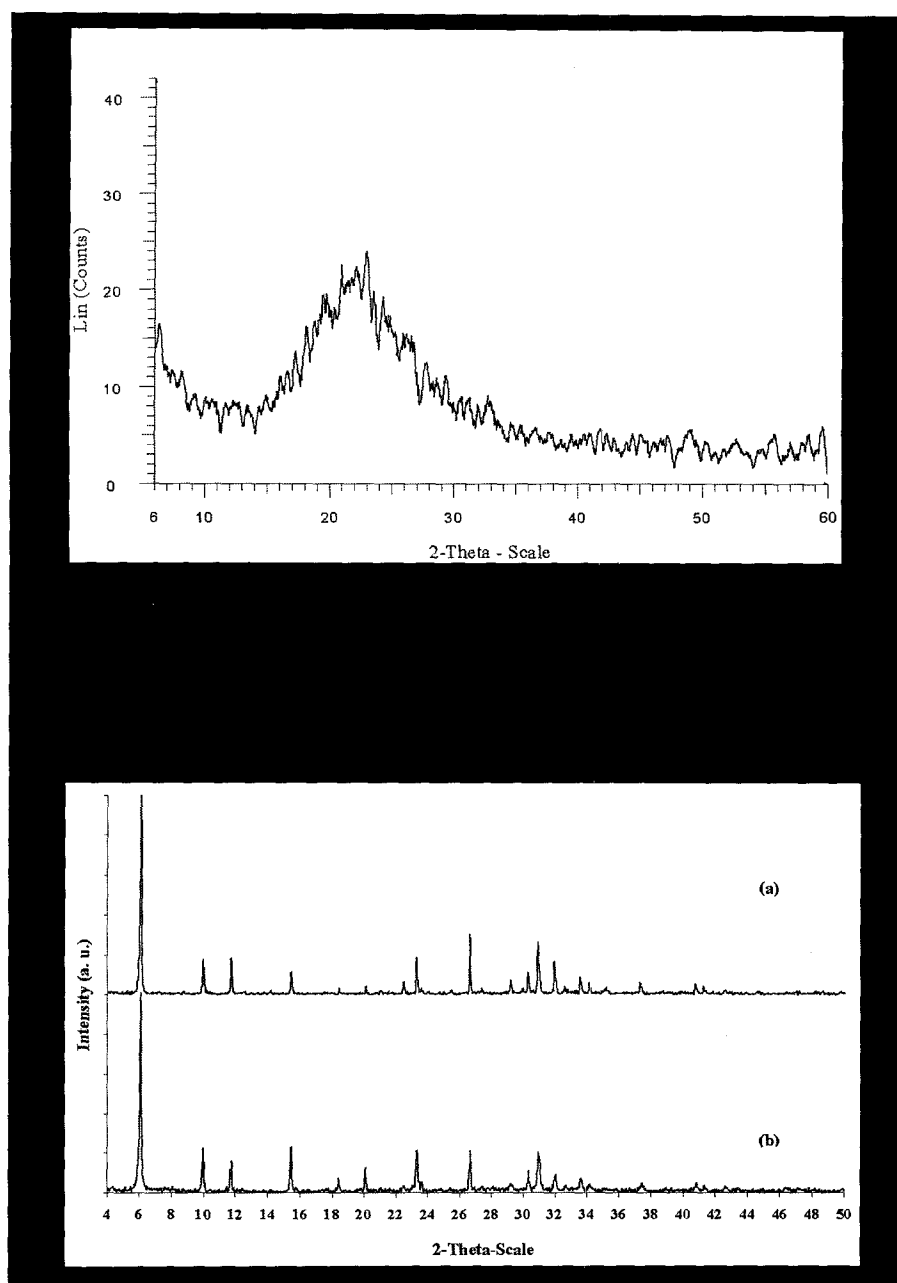 40
30
Lin (Counts)
20
10
0
6 10 20 30 40 50 60
2-Theta - Scale
(a)
Intensity (a. u.)
(b)
4 6 8 10 12 14 16 18 20 22 24 26 28 30 32 34 36 38 40 42 44 46 48 50
2-Theta-Scale